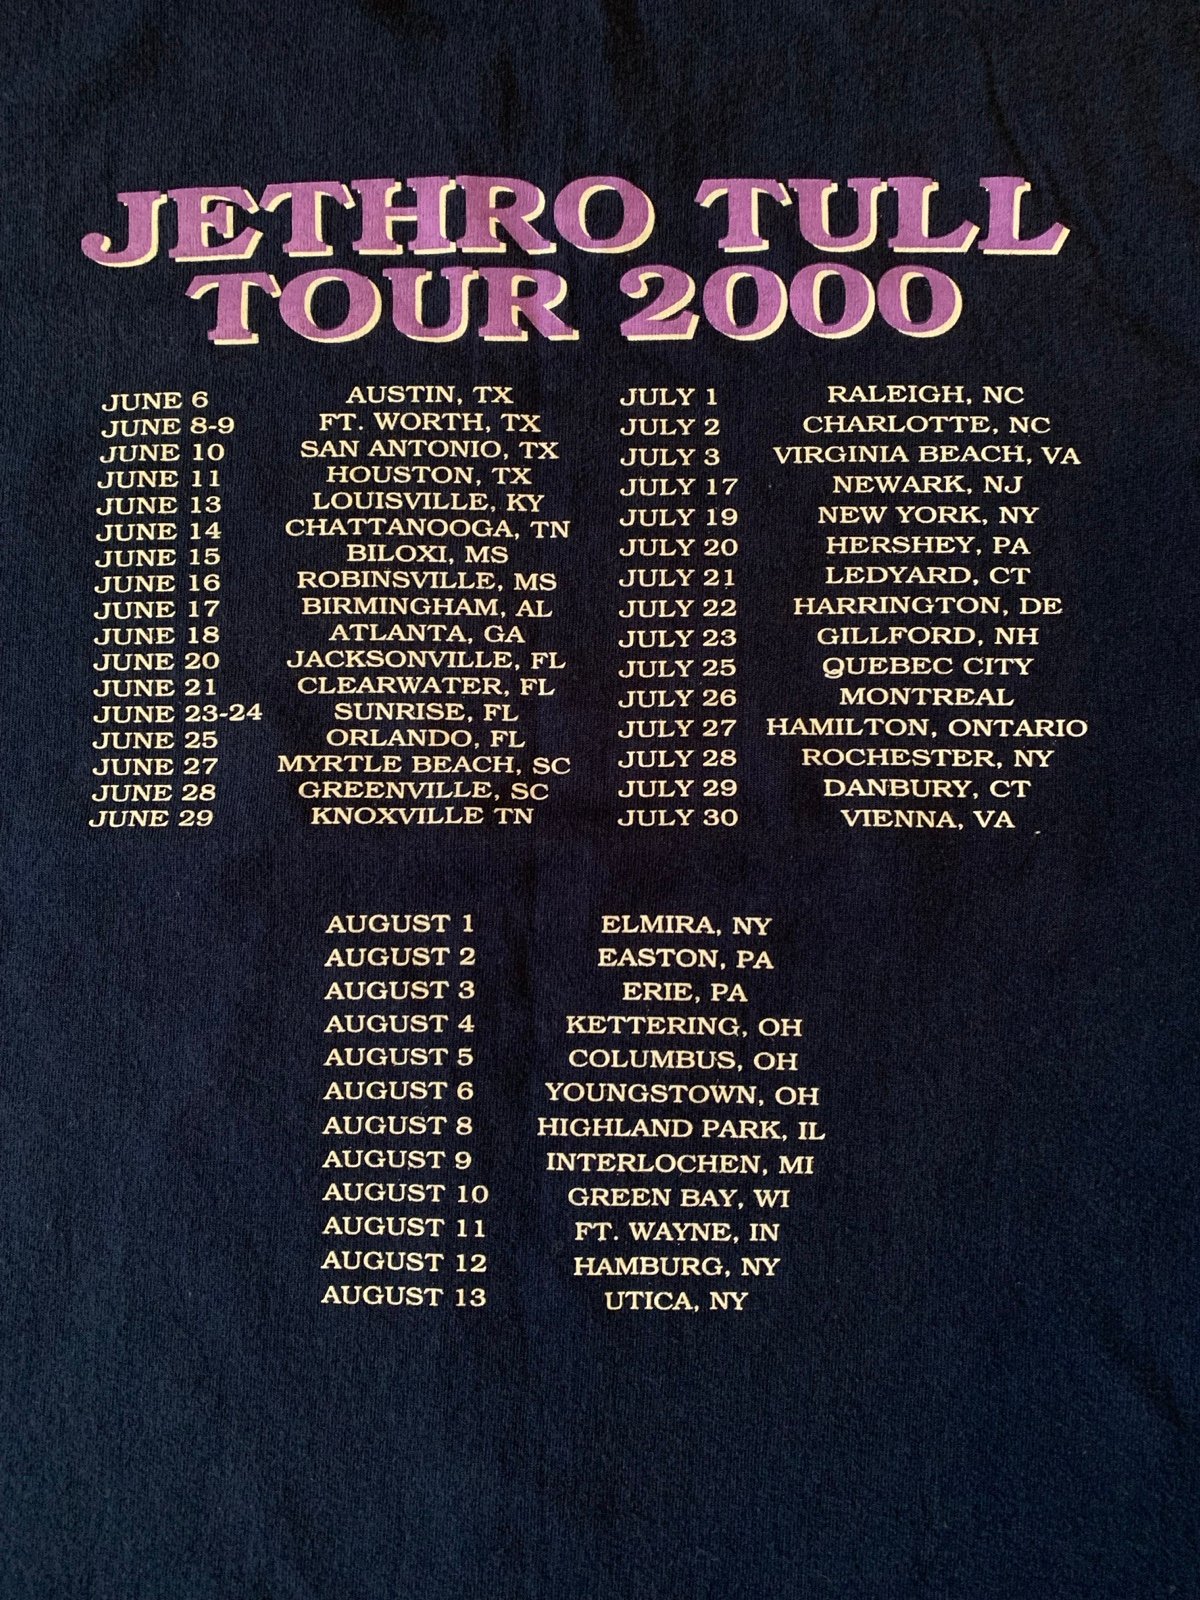 JETHRO TULL
TOUR 2000
JUNE 6 AUSTIN, TX
JUNE 8-9 FT. WORTH, TX
JUNE 10 SAN ANTONIO, TX
JUNE 11 HOUSTON, TX
JUNE 13 LOUISVILLE, KY
JUNE 14 CHATTANOOGA, TN
JUNE 15 BILOXI, MS
JUNE 16 ROBINSVILLE, MS
JUNE 17 BIRMINGHAM, AL
JUNE 18 ATLANTA, GA
JUNE 20 JACKSONVILLE, FL
JUNE 21 CLEARWATER, FL
JUNE 23-24 SUNRISE, FL
JUNE 25 ORLANDO, FL
JUNE 27 MYRTLE BEACH, SC
JUNE 28 GREENVILLE, SC
JUNE 29 KNOXVILLE TN
JULY 1 RALEIGH, NC
JULY 2 CHARLOTTE, NC
JULY 3 VIRGINIA BEACH, VA
JULY 17 NEWARK, NJ
JULY 19 NEW YORK, NY
JULY 20 HERSHEY, PA
JULY 21 LEDYARD, CT
JULY 22 HARRINGTON, DE
JULY 23 GILLFORD, NH
JULY 25 QUEBEC CITY
JULY 26 MONTREAL
JULY 27 HAMILTON, ONTARIO
JULY 28 ROCHESTER, NY
JULY 29 DANBURY, CT
JULY 30 VIENNA, VA
AUGUST 1 ELMIRA, NY
AUGUST 2 EASTON, PA
AUGUST 3 ERIE, PA
AUGUST 4 KETTERING, OH
AUGUST 5 COLUMBUS, OH
AUGUST 6 YOUNGSTOWN, OH
AUGUST 8 HIGHLAND PARK, IL
AUGUST 9 INTERLOCHEN, MI
AUGUST 10 GREEN BAY, WI
AUGUST 11 FT. WAYNE, IN
AUGUST 12 HAMBURG, NY
AUGUST 13 UTICA, NY